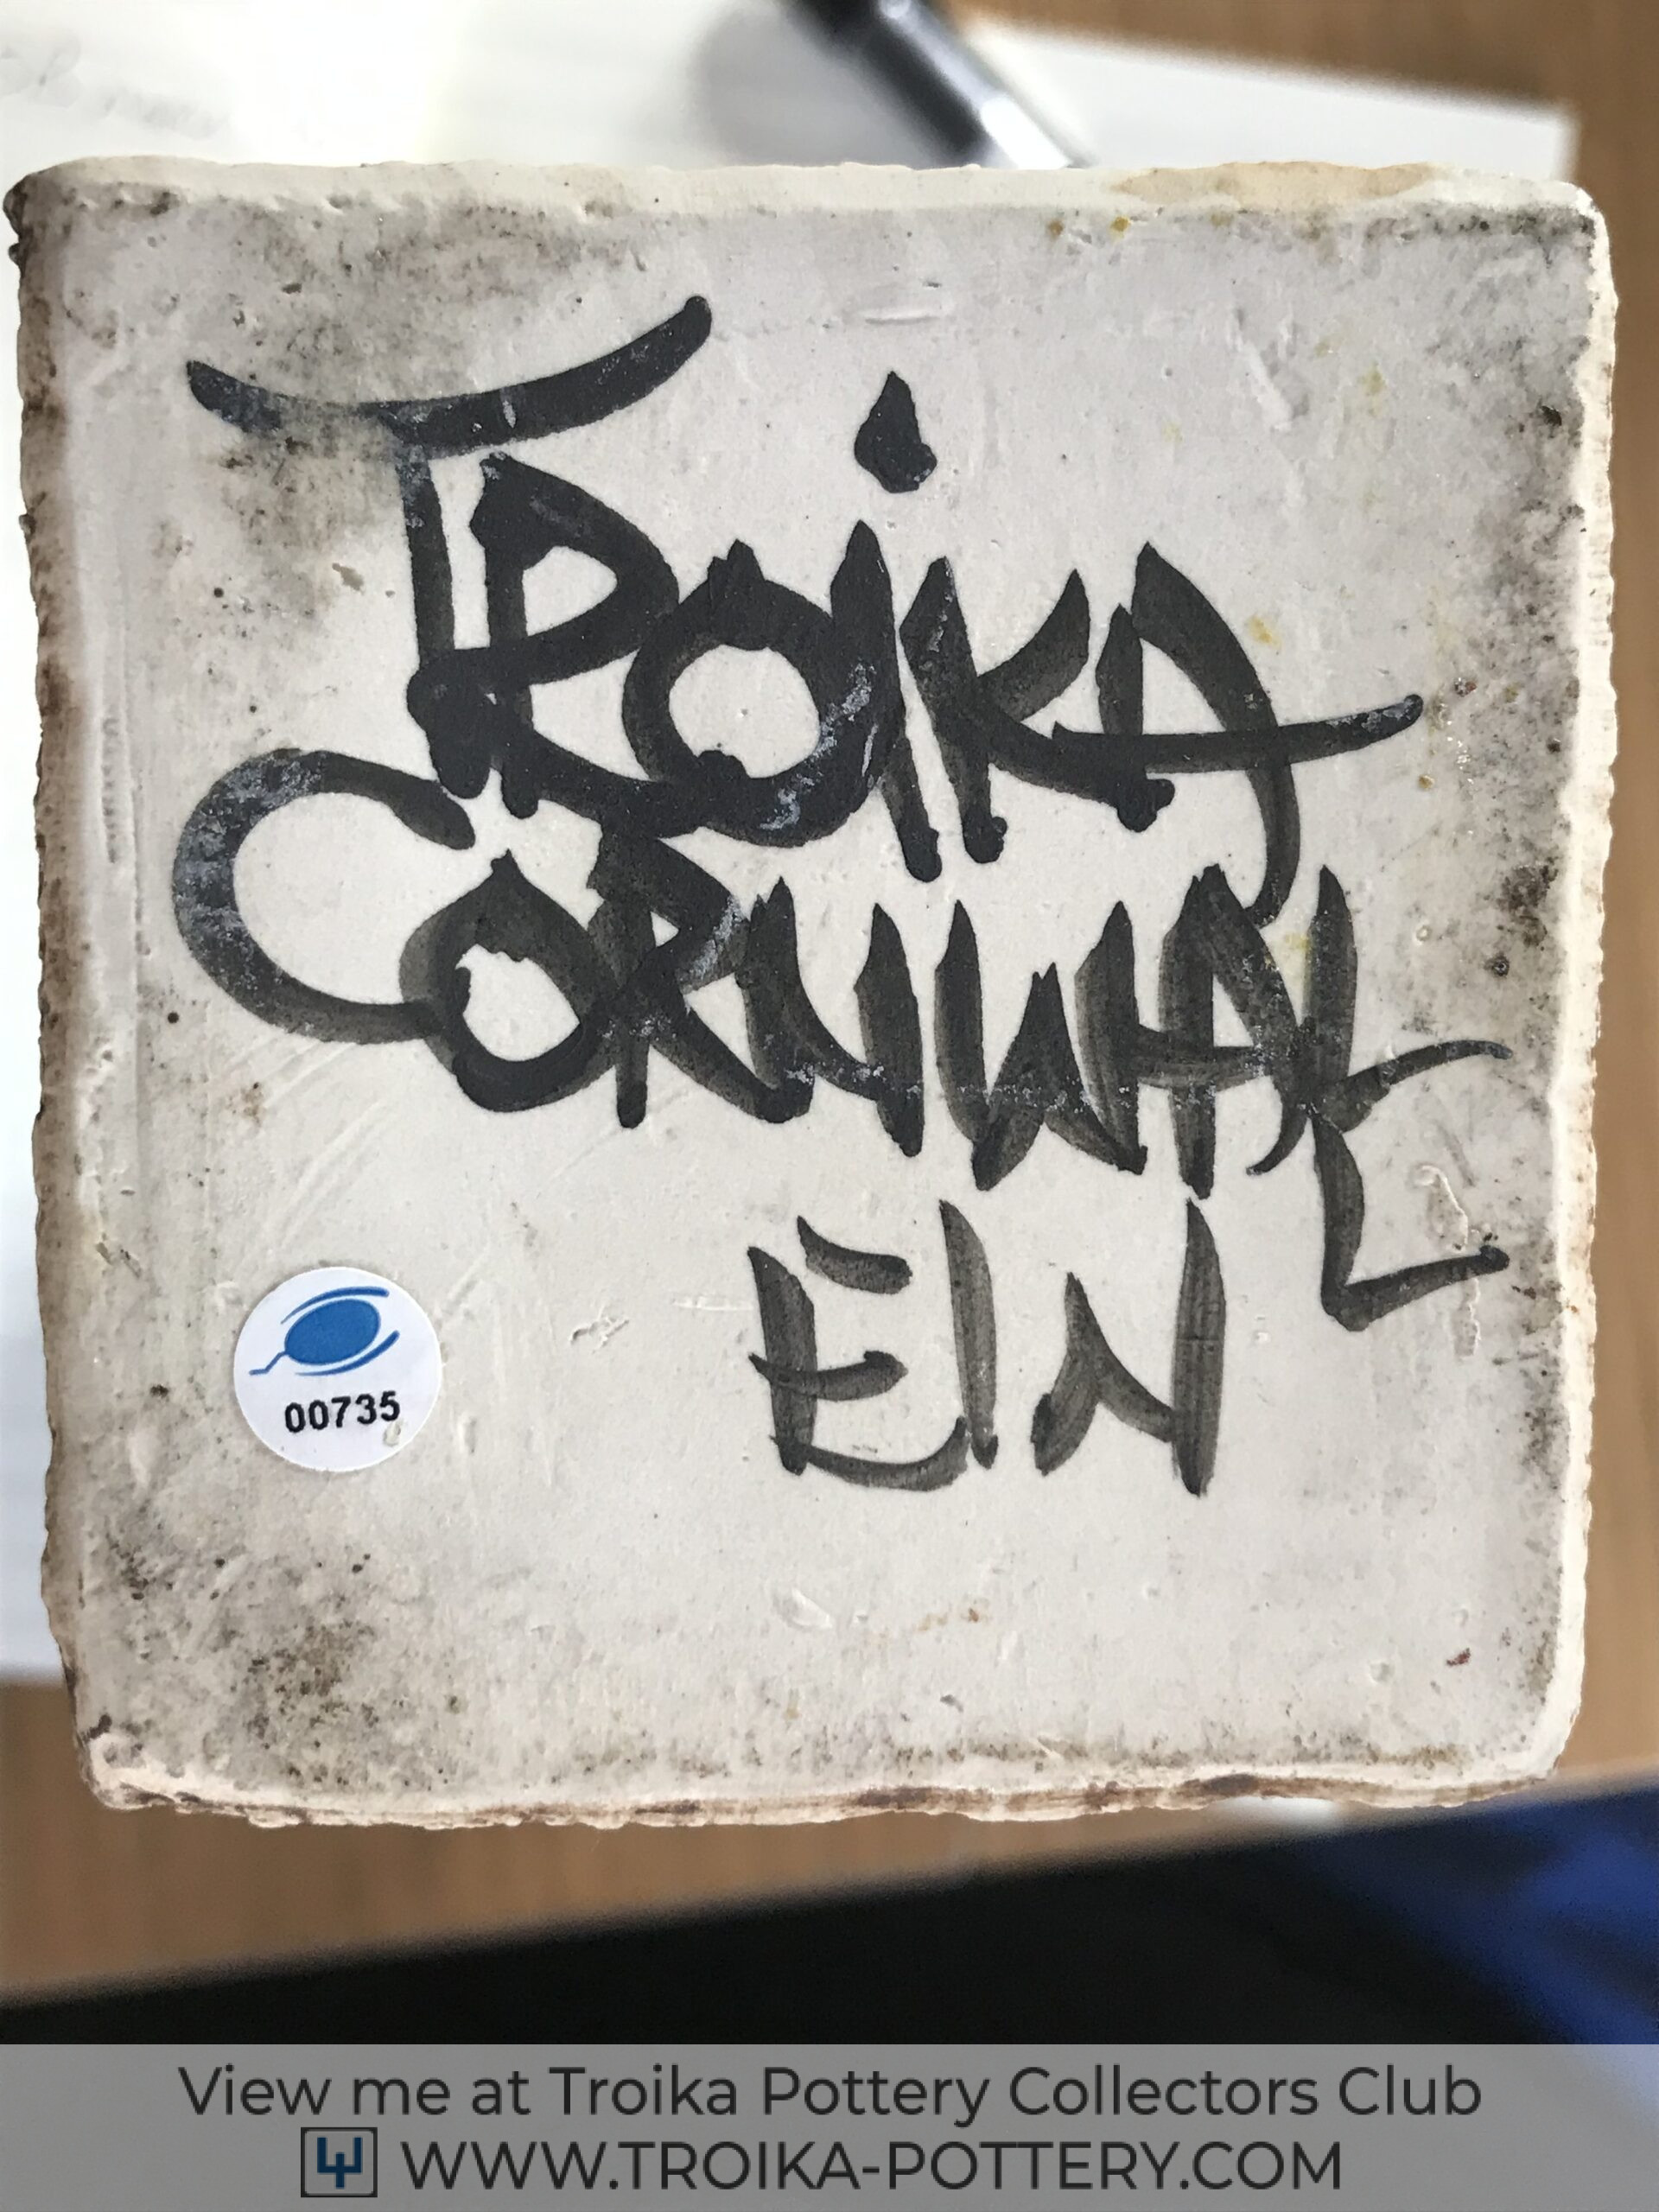 TROiKA
CORNWALL
EIN
00735
View me at Troika Pottery Collectors Club
WWW.TROIKA-POTTERY.COM